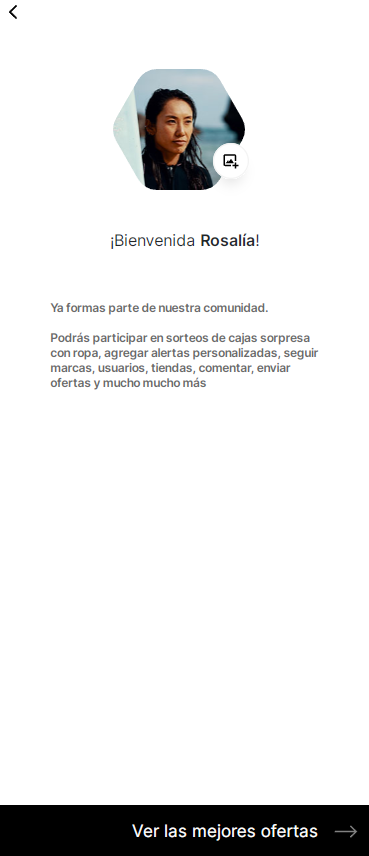 ¡Bienvenida Rosalía!
Ya formas parte de nuestra comunidad.
Podrás participar en sorteos de cajas sorpresa
con ropa, agregar alertas personalizadas, seguir
marcas, usuarios, tiendas, comentar, enviar
ofertas y mucho mucho más
Ver las mejores ofertas